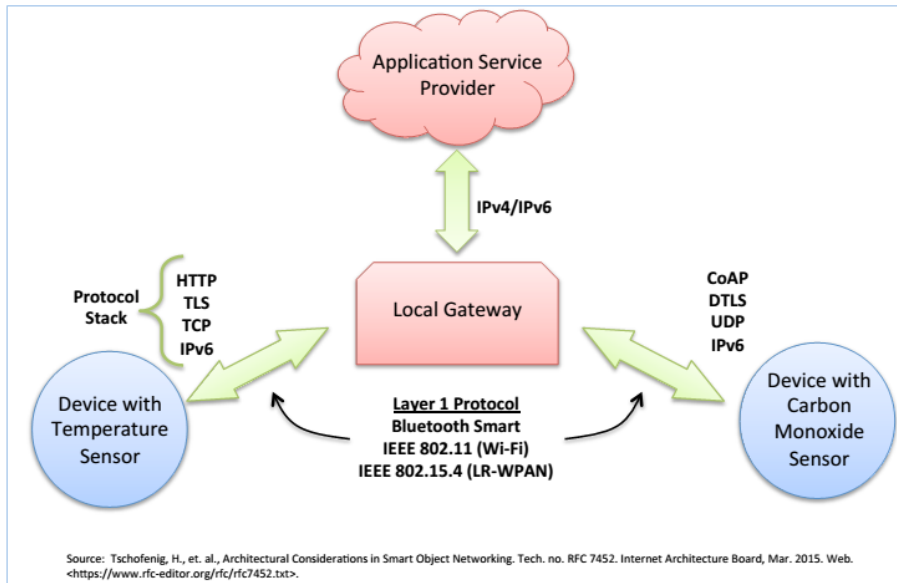 Application Service
Provider
IPv4/IPv6
Protocol
Stack
HTTP
TLS
TCP
IPv6
Local Gateway
CoAP
DTLS
UDP
IPv6
Device with
Temperature
Sensor
Layer 1 Protocol
Bluetooth Smart
IEEE 802.11 (Wi-Fi)
IEEE 802.15.4 (LR-WPAN)
Device with
Carbon
Monoxide
Sensor
Source: Tschofenig, H., et. al., Architectural Considerations in Smart Object Networking. Tech. no. RFC 7452. Internet Architecture Board, Mar. 2015. Web.
<https://www.rfc-editor.org/rfc/rfc7452.txt>.